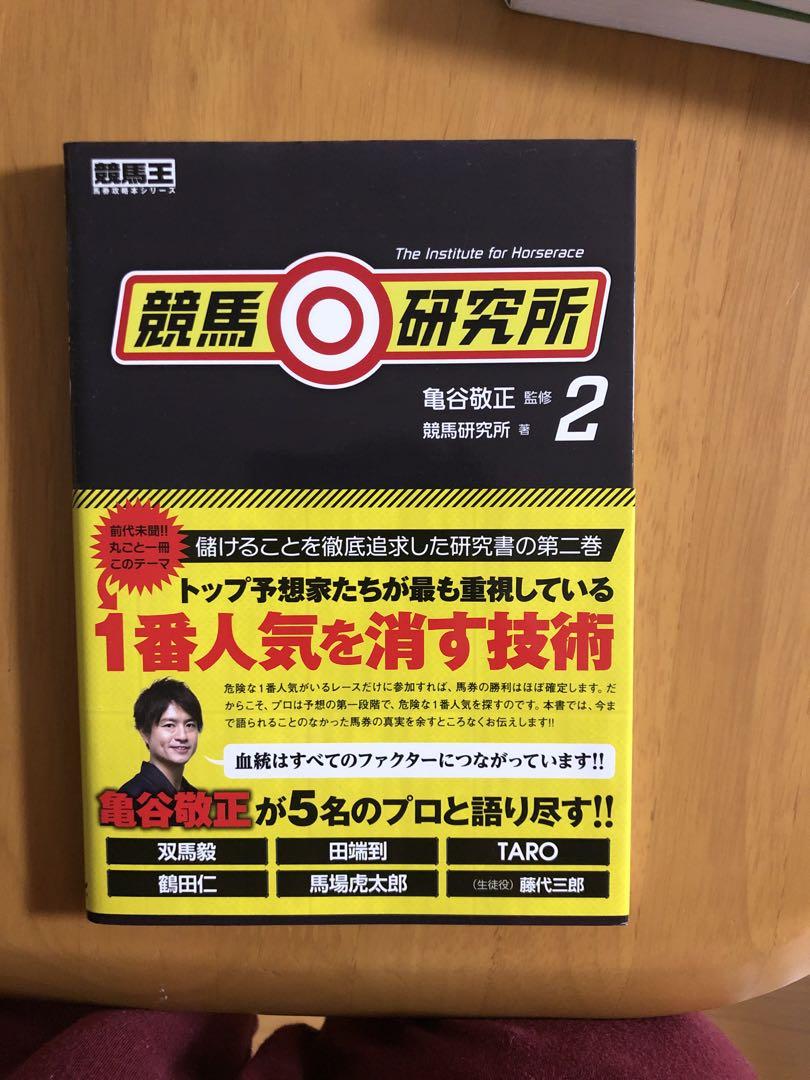 競馬王
馬券攻略本シリーズ
The Institute for Horserace
競馬◎研究所
亀谷敬正 監修
競馬研究所 著
2
前代未聞!!
丸ごと一冊
このテーマ
儲けることを徹底追求した研究書の第二巻
トップ予想家たちが最も重視している
1番人気を消す技術
危険な1番人気がいるレースだけに参加すれば、馬券の勝利はほぼ確定します。だ
からこそ、プロは予想の第一段階で、危険な1番人気を探すのです。本書では、今ま
で語られることのなかった馬券の真実を余すところなくお伝えします!!
血統はすべてのファクターにつながっています!!
亀谷敬正が5名のプロと語り尽す!!
双馬毅
田端到
TARO
鶴田仁
馬場虎太郎
(生徒役) 藤代三郎